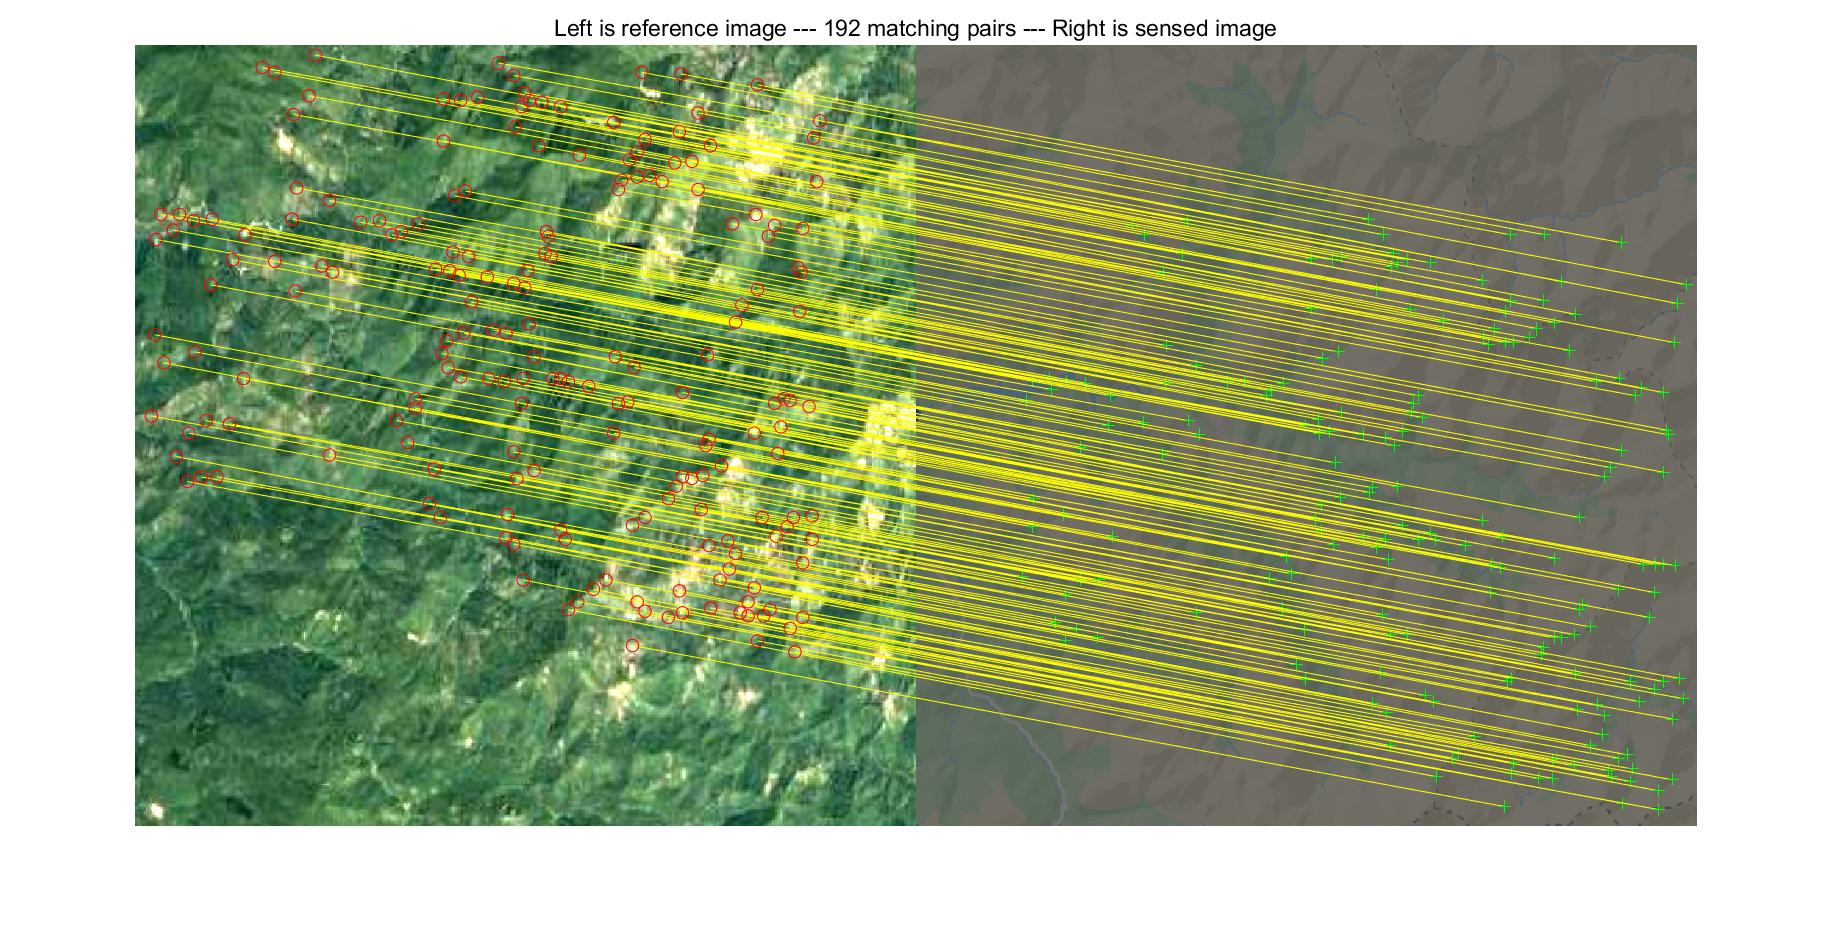 Left is reference image --- 192 matching pairs --- Right is sensed image